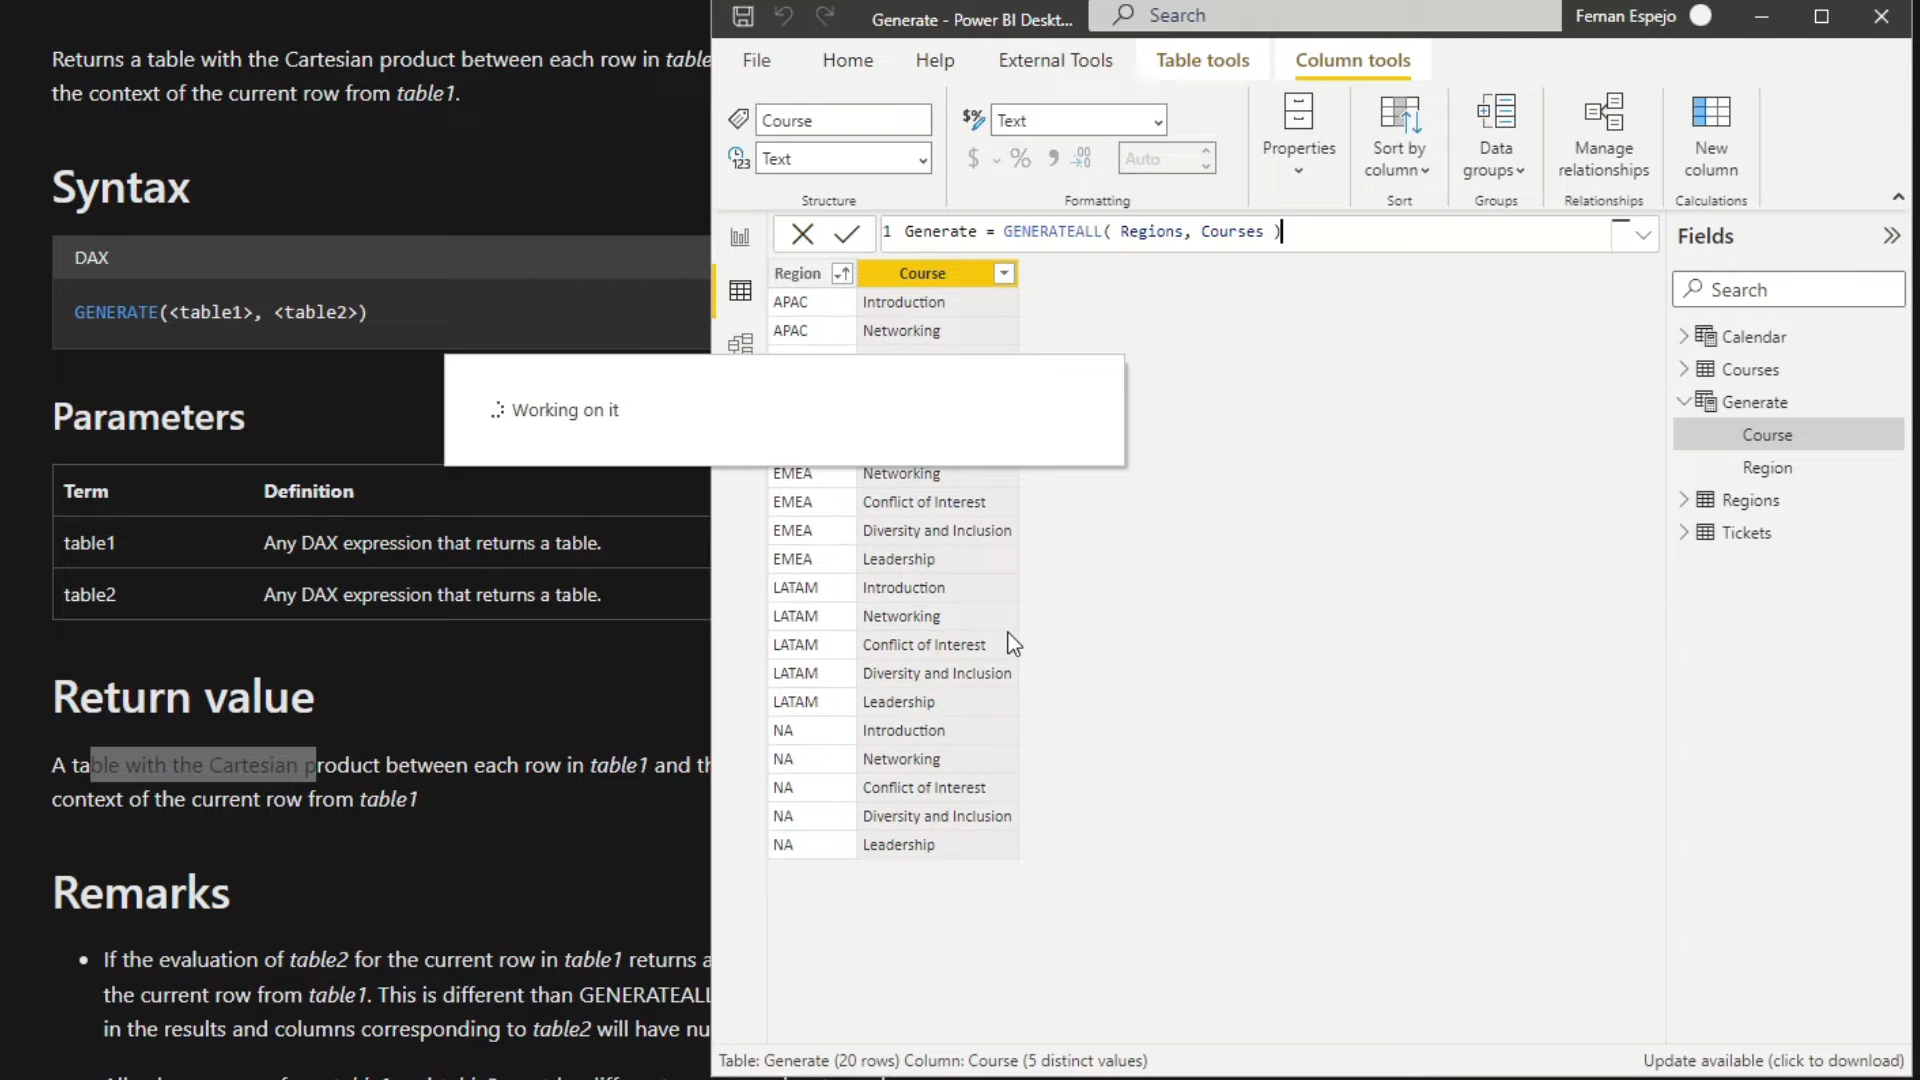 Returns a table with the Cartesian product between each row in table
the context of the current row from table1.
Syntax
DAX
GENERATE(<table1>, <table2>)
Parameters
Term Definition
table1 Any DAX expression that returns a table.
table2 Any DAX expression that returns a table.
Return value
A table with the Cartesian product between each row in table1 and th
context of the current row from table1
Remarks
If the evaluation of table2 for the current row in table1 returns a
the current row from table1. This is different than GENERATEALL
in the results and columns corresponding to table2 will have nu
Generate - Power BI Deskt...
Search
Fernan Espejo
File Home Help External Tools Table tools Column tools
Course
Text
Text
$ % 9 .00
Auto
Properties
Sort by
column
Data
groups
Manage
relationships
New
column
Structure Formatting Sort Groups Relationships Calculations
1 Generate = GENERATEALL( Regions, Courses )
Region Course
APAC Introduction
APAC Networking
Working on it
EMEA Networking
EMEA Conflict of Interest
EMEA Diversity and Inclusion
EMEA Leadership
LATAM Introduction
LATAM Networking
LATAM Conflict of Interest
LATAM Diversity and Inclusion
LATAM Leadership
NA Introduction
NA Networking
NA Conflict of Interest
NA Diversity and Inclusion
NA Leadership
Fields
Search
Calendar
Courses
Generate
Course
Region
Regions
Tickets
Table: Generate (20 rows) Column: Course (5 distinct values)
Update available (click to download)